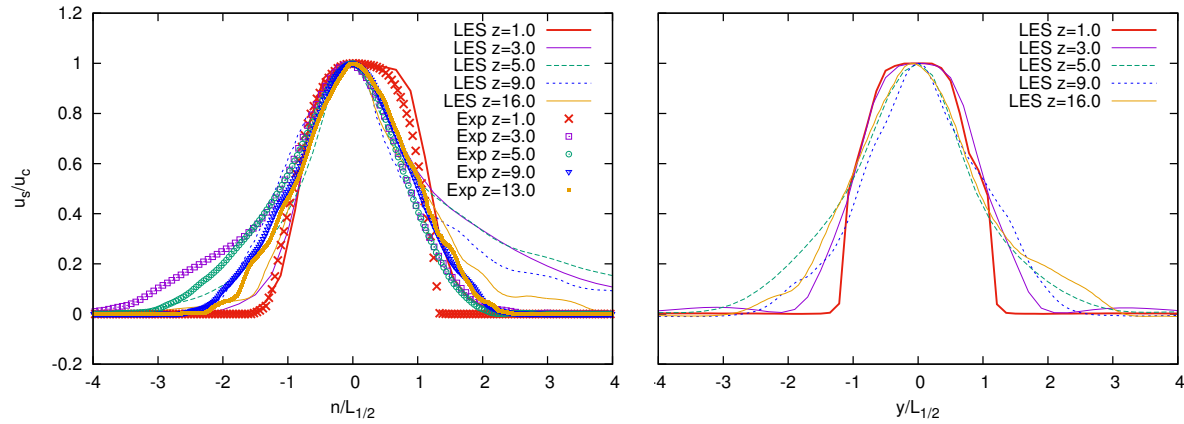 1.2
1
0.8
0.6
0.4
0.2
0
-0.2
-4
-3
-2
-1
0
1
2
3
4
u_s/u_c
n/L_{1/2}
LES z=1.0
LES z=3.0
LES z=5.0
LES z=9.0
LES z=16.0
Exp z=1.0
Exp z=3.0
Exp z=5.0
Exp z=9.0
Exp z=13.0
-4
-3
-2
-1
0
1
2
3
4
y/L_{1/2}
LES z=1.0
LES z=3.0
LES z=5.0
LES z=9.0
LES z=16.0